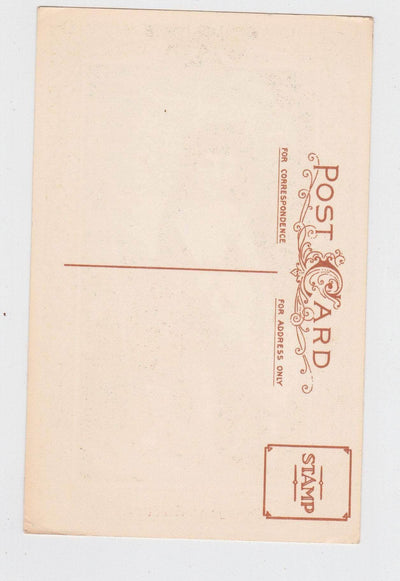 POST CARD
FOR CORRESPONDENCE
FOR ADDRESS ONLY
STAMP